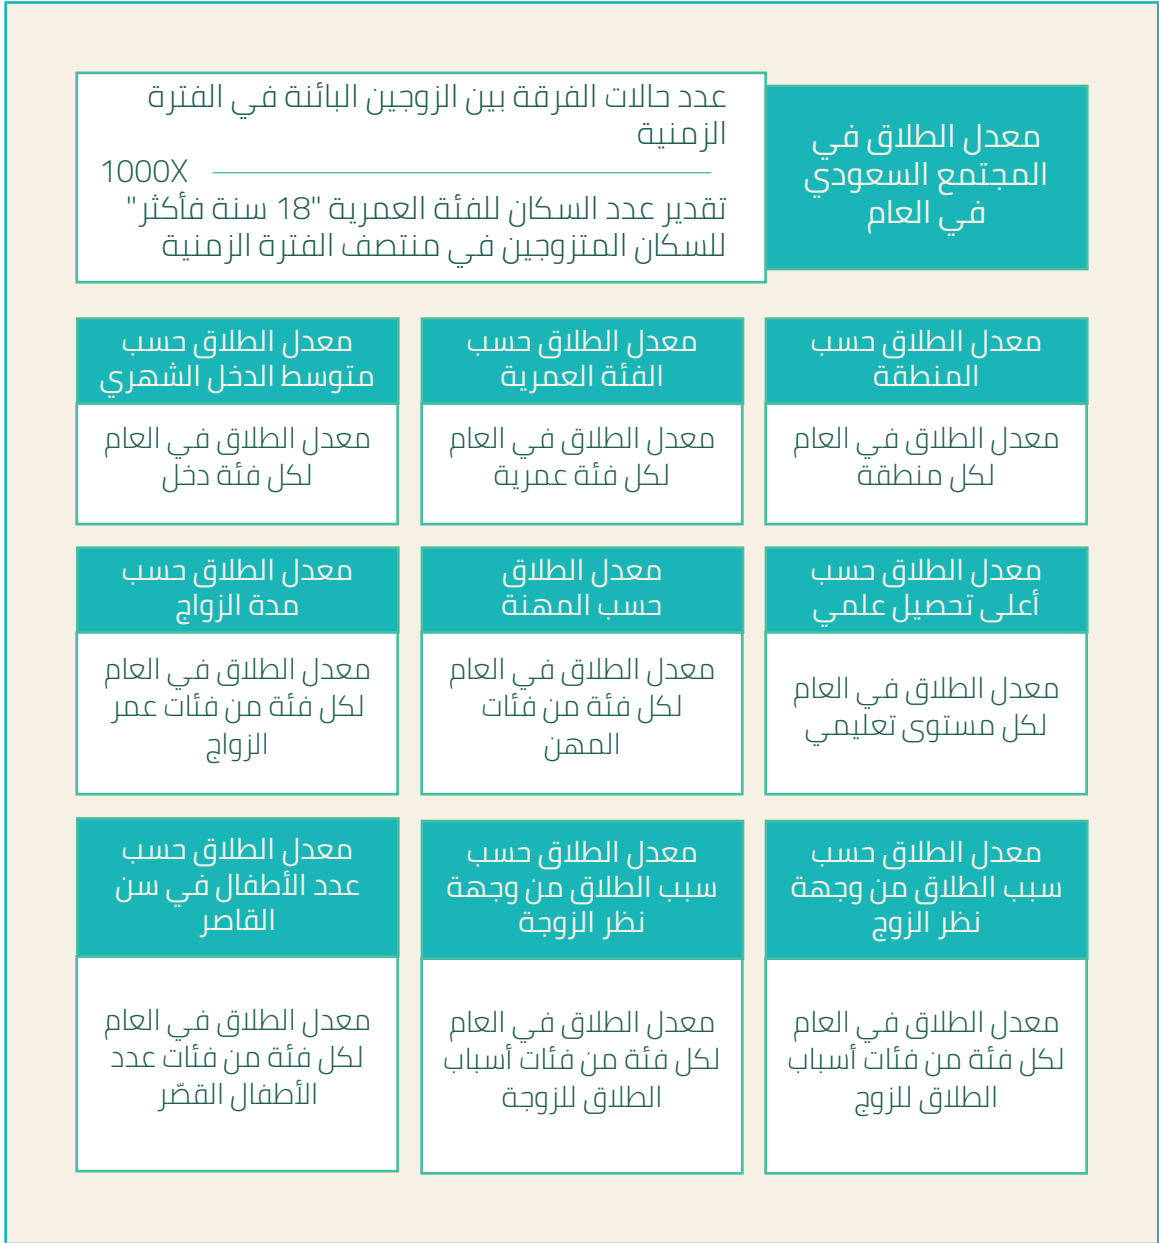 معدل الطلاق في
المجتمع السعودي
في العام
عدد حالات الفرقة بين الزوجين البائنة في الفترة
الزمنية
1000X
تقدير عدد السكان للفئة العمرية "18 سنة فأكثر"
للسكان المتزوجين في منتصف الفترة الزمنية
معدل الطلاق حسب
المنطقة
معدل الطلاق في العام
لكل منطقة
معدل الطلاق حسب
الفئة العمرية
معدل الطلاق في العام
لكل فئة عمرية
معدل الطلاق حسب
متوسط الدخل الشهري
معدل الطلاق في العام
لكل فئة دخل
معدل الطلاق حسب
أعلى تحصيل علمي
معدل الطلاق في العام
لكل مستوى تعليمي
معدل الطلاق
حسب المهنة
معدل الطلاق في العام
لكل فئة من فئات
المهن
معدل الطلاق حسب
مدة الزواج
معدل الطلاق في العام
لكل فئة من فئات عمر
الزواج
معدل الطلاق حسب
سبب الطلاق من وجهة
نظر الزوج
معدل الطلاق في العام
لكل فئة من فئات أسباب
الطلاق للزوج
معدل الطلاق حسب
سبب الطلاق من وجهة
نظر الزوجة
معدل الطلاق في العام
لكل فئة من فئات أسباب
الطلاق للزوجة
معدل الطلاق حسب
عدد الأطفال في سن
القاصر
معدل الطلاق في العام
لكل فئة من فئات عدد
الأطفال القصّر